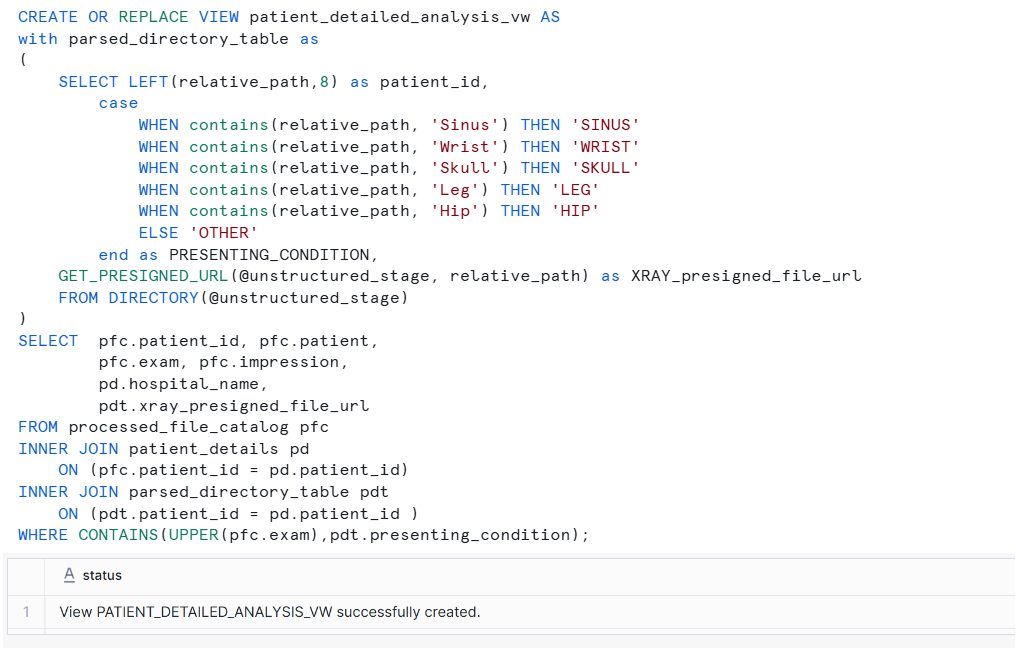 CREATE OR REPLACE VIEW patient_detailed_analysis_vw AS
with parsed_directory_table as
(
    SELECT LEFT(relative_path,8) as patient_id,
        case
            WHEN contains(relative_path, 'Sinus') THEN 'SINUS'
            WHEN contains(relative_path, 'Wrist') THEN 'WRIST'
            WHEN contains(relative_path, 'Skull') THEN 'SKULL'
            WHEN contains(relative_path, 'Leg') THEN 'LEG'
            WHEN contains(relative_path, 'Hip') THEN 'HIP'
            ELSE 'OTHER'
        end as PRESENTING_CONDITION,
    GET_PRESIGNED_URL(@unstructured_stage, relative_path) as XRAY_presigned_file_url
    FROM DIRECTORY(@unstructured_stage)
)
SELECT  pfc.patient_id, pfc.patient,
        pfc.exam, pfc.impression,
        pd.hospital_name,
        pdt.xray_presigned_file_url
FROM processed_file_catalog pfc
INNER JOIN patient_details pd
    ON (pfc.patient_id = pd.patient_id)
INNER JOIN parsed_directory_table pdt
    ON (pdt.patient_id = pd.patient_id )
WHERE CONTAINS(UPPER(pfc.exam),pdt.presenting_condition);
A status
1 View PATIENT_DETAILED_ANALYSIS_VW successfully created.